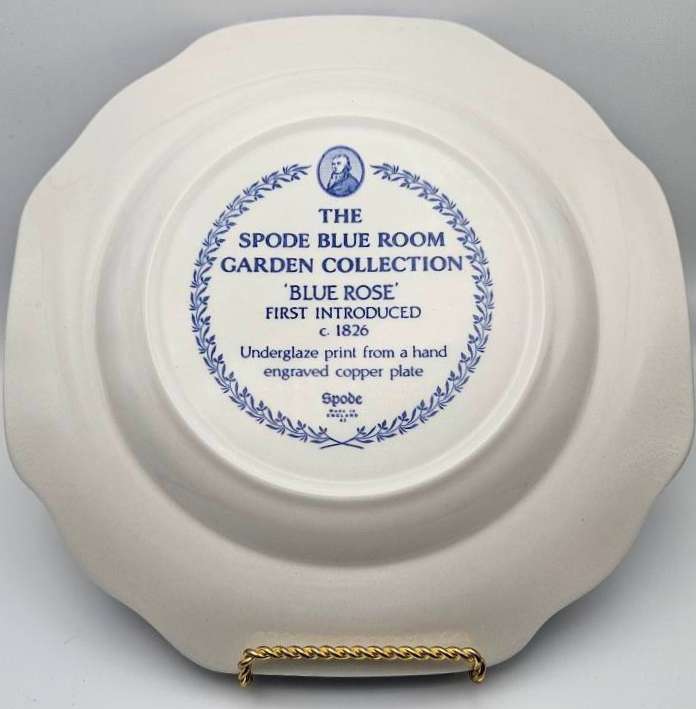 THE
SPODE BLUE ROOM
GARDEN COLLECTION
'BLUE ROSE'
FIRST INTRODUCED
c. 1826
Underglaze print from a hand
engraved copper plate
Spode
MADE IN
ENGLAND